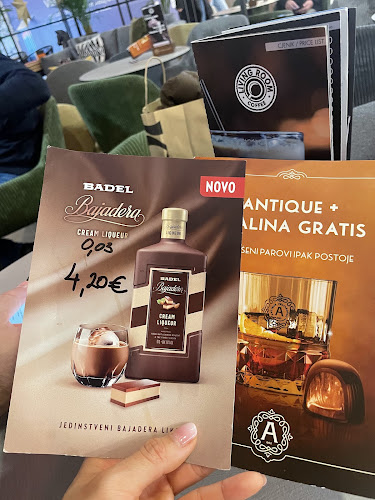 CJENIK / PRICE LIST
LIVING ROOM
COFFEE
NOVO
BADEL
Bajadera
CREAM LIQUEUR
0,03
4,20€
BADEL
Bajadera
CREAM
LIQUEUR
JEDINSTVENI BAJADERA
ANTIQUE +
ALINA GRATIS
SENI PAROVI IPAK POSTOJE
A
A